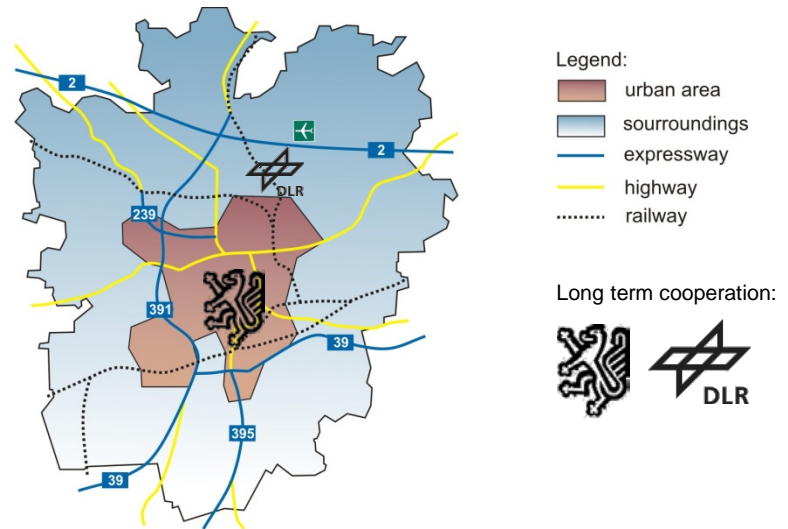 2
2
DLR
239
391
39
395
39
Legend:
urban area
sourroundings
expressway
highway
railway
Long term cooperation:
DLR